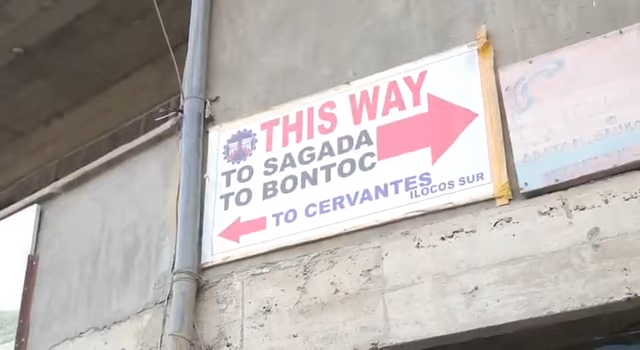 THIS WAY
TO SAGADA
TO BONTOC
TO CERVANTES
ILOCOS SUR